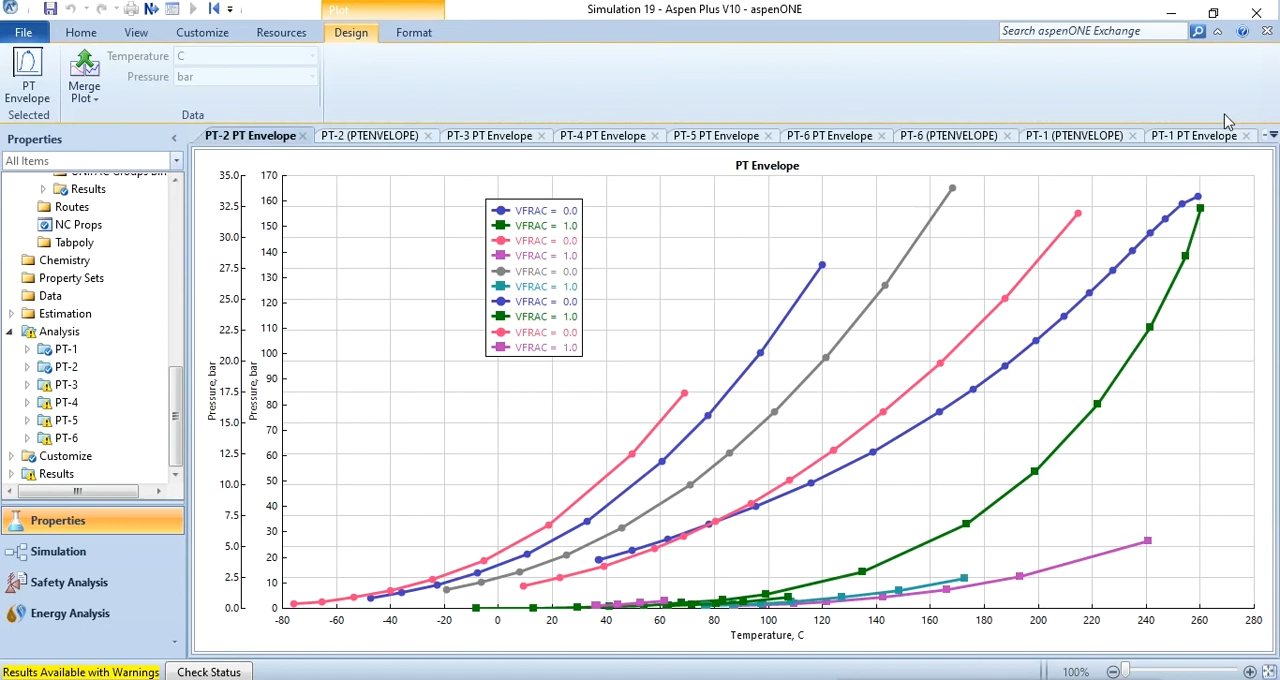 Simulation 19 - Aspen Plus V10 - aspenONE
Plot
File Home View Customize Resources Design Format
Search aspenONE Exchange
PT Envelope
Selected
Merge Plot
Temperature C
Pressure bar
Data
Properties
All Items
Results
Routes
NC Props
Tabpoly
Chemistry
Property Sets
Data
Estimation
Analysis
PT-1
PT-2
PT-3
PT-4
PT-5
PT-6
Customize
Results
Properties
Simulation
Safety Analysis
Energy Analysis
PT-2 PT Envelope PT-2 (PTENVELOPE) PT-3 PT Envelope PT-4 PT Envelope PT-5 PT Envelope PT-6 PT Envelope PT-6 (PTENVELOPE) PT-1 (PTENVELOPE) PT-1 PT Envelope
PT Envelope
35.0
32.5
30.0
27.5
25.0
22.5
20.0
17.5
15.0
12.5
10.0
7.5
5.0
2.5
0.0
Pressure, bar
170
160
150
140
130
120
110
100
90
80
70
60
50
40
30
20
10
0
Pressure, bar
VFRAC = 0.0
VFRAC = 1.0
VFRAC = 0.0
VFRAC = 1.0
VFRAC = 0.0
VFRAC = 1.0
VFRAC = 0.0
VFRAC = 1.0
VFRAC = 0.0
VFRAC = 1.0
-80 -60 -40 -20 0 20 40 60 80 100 120 140 160 180 200 220 240 260 280
Temperature, C
Results Available with Warnings Check Status 100%